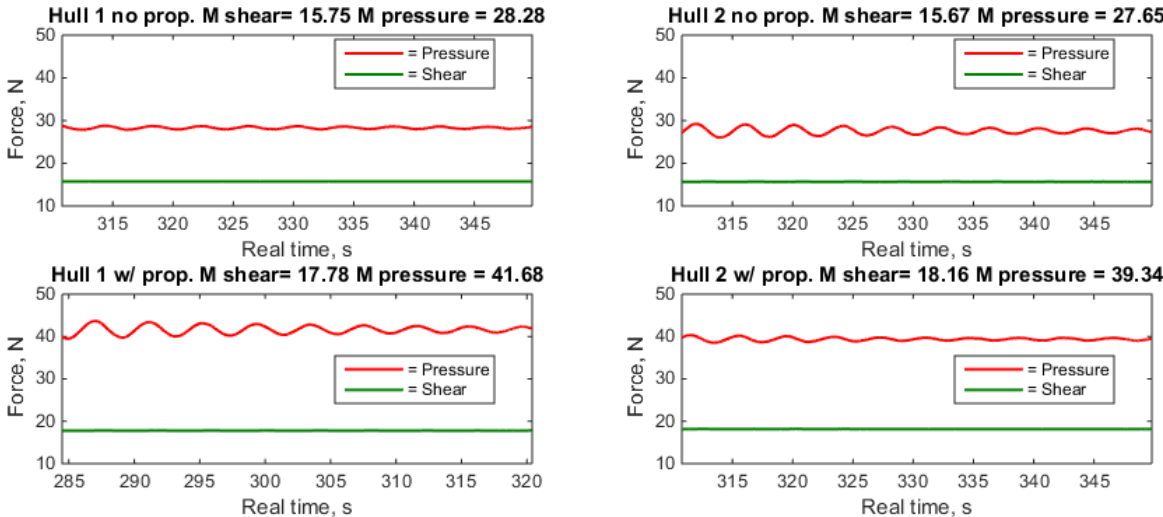 Hull 1 no prop. M shear= 15.75 M pressure = 28.28
50
40
30
20
10
Force, N
= Pressure
= Shear
315 320 325 330 335 340 345
Real time, s
Hull 2 no prop. M shear= 15.67 M pressure = 27.65
50
40
30
20
10
Force, N
= Pressure
= Shear
315 320 325 330 335 340 345
Real time, s
Hull 1 w/ prop. M shear= 17.78 M pressure = 41.68
50
40
30
20
10
Force, N
= Pressure
= Shear
285 290 295 300 305 310 315 320
Real time, s
Hull 2 w/ prop. M shear= 18.16 M pressure = 39.34
50
40
30
20
10
Force, N
= Pressure
= Shear
315 320 325 330 335 340 345
Real time, s